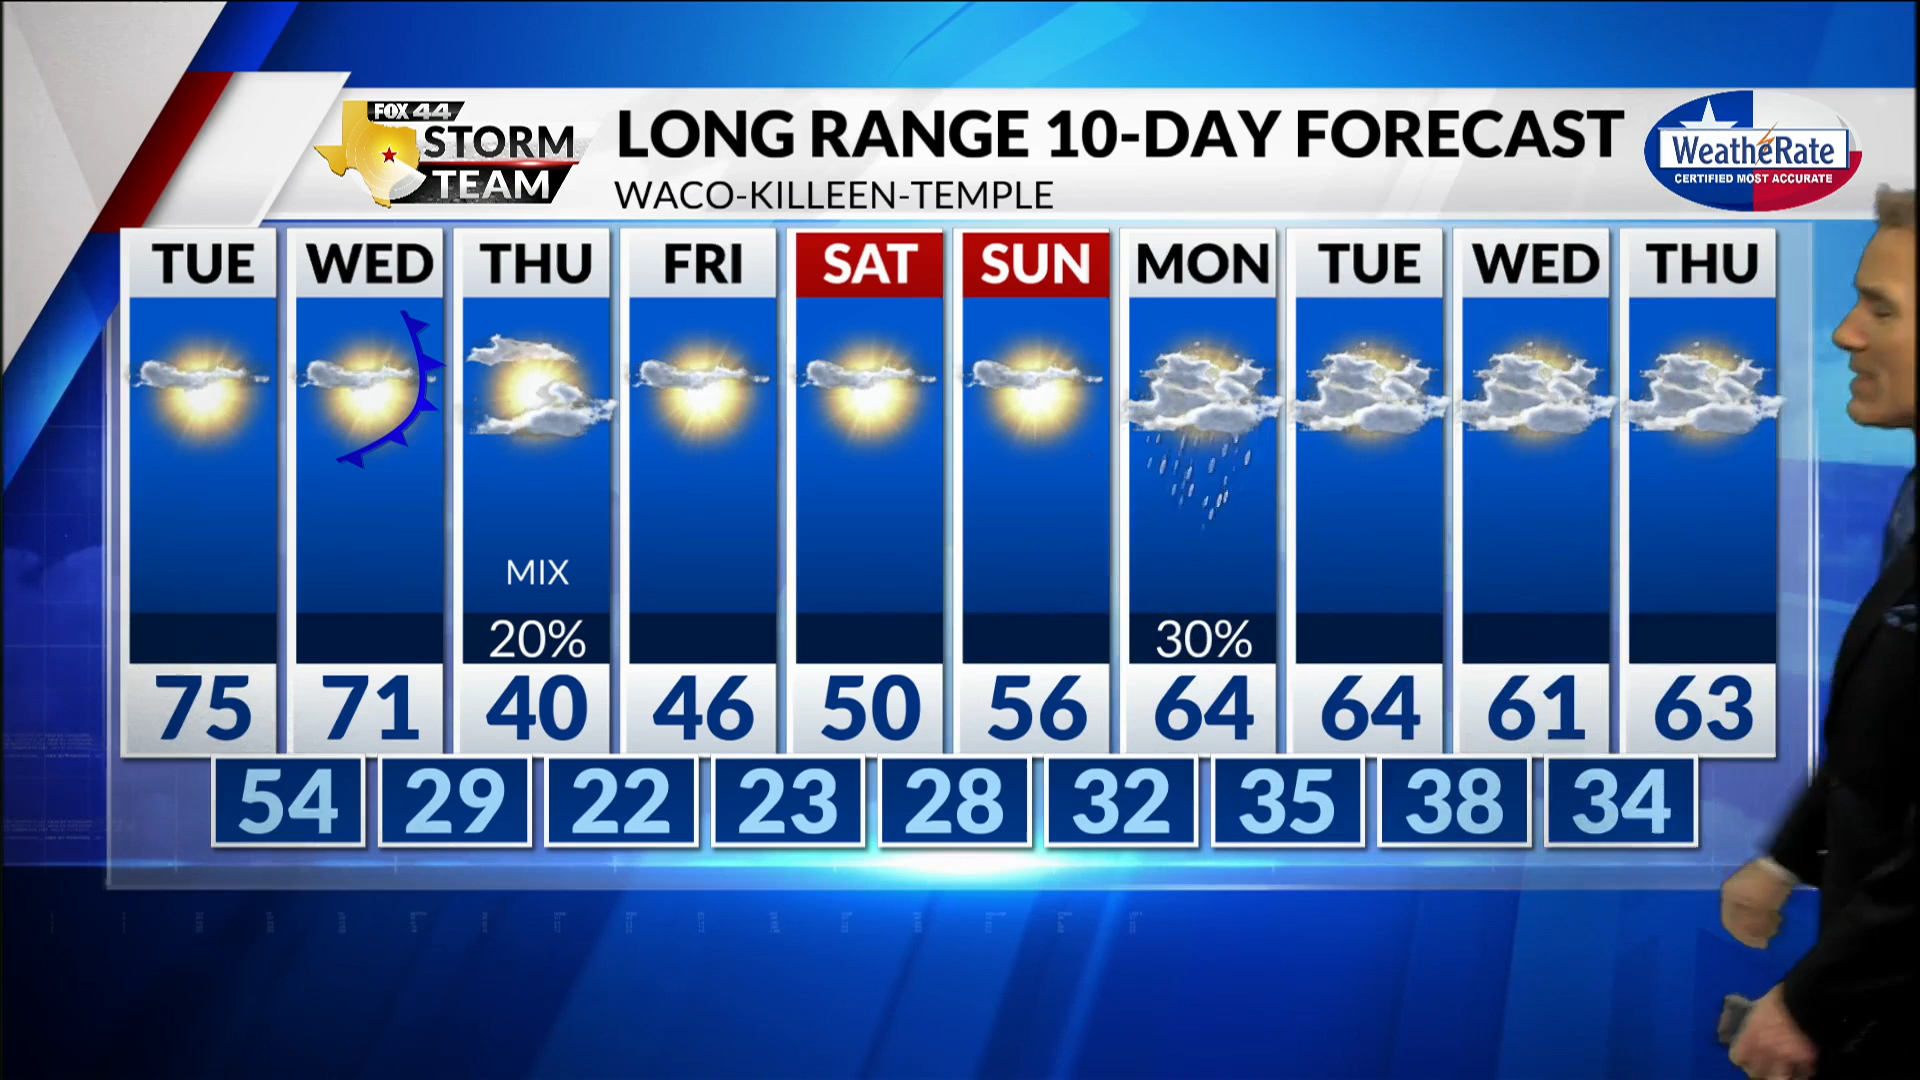 FOX 44
STORM
TEAM
LONG RANGE 10-DAY FORECAST
WACO-KILLEEN-TEMPLE
WeatheRate
CERTIFIED MOST ACCURATE
TUE WED THU FRI SAT SUN MON TUE WED THU
MIX
20% 30%
75 71 40 46 50 56 64 64 61 63
54 29 22 23 28 32 35 38 34